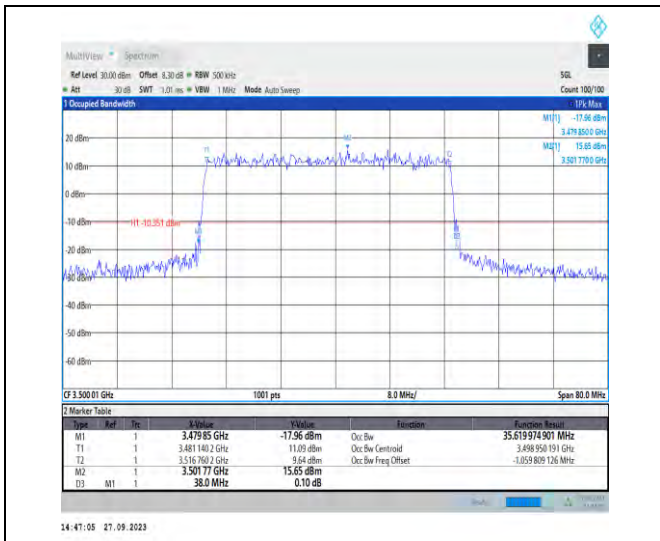 MultiView Spectrum
Ref Level 30.00 dBm Offset 8.30 dB RBW 500 kHz SGL
Att 30 dB SWT 1.01 ms VBW 1 MHz Mode Auto Sweep Count 100/100
1 Occupied Bandwidth 1Pk Max
M1[1] -17.96 dBm
3.479 850 0 GHz
M2[1] 15.65 dBm
3.501 770 0 GHz
20 dBm
M2
T1
T2
10 dBm
0 dBm
-10 dBm
H1 -10.351 dBm
-20 dBm
-30 dBm
-40 dBm
-50 dBm
-60 dBm
CF 3.500 01 GHz 1001 pts 8.0 MHz/ Span 80.0 MHz
2 Marker Table
Type Ref Trc X-Value Y-Value Function Function Result
M1 1 3.479 85 GHz -17.96 dBm Occ Bw 35.619 974 901 MHz
T1 1 3.481 140 2 GHz 11.09 dBm Occ Bw Centroid 3.498 950 191 GHz
T2 1 3.516 760 2 GHz 9.64 dBm Occ Bw Freq Offset -1.059 809 126 MHz
M2 1 3.501 77 GHz 15.65 dBm
D3 M1 1 38.0 MHz 0.10 dB
14:47:05 27.09.2023